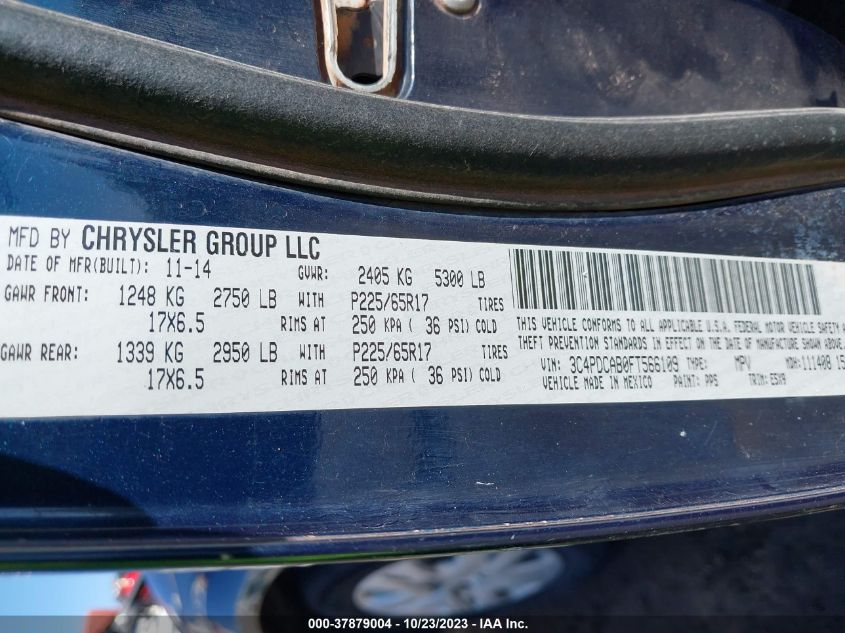 MFD BY CHRYSLER GROUP LLC
DATE OF MFR(BUILT): 11-14 GVWR: 2405 KG 5300 LB
GAWR FRONT: 1248 KG 2750 LB WITH P225/65R17 TIRES
17X6.5 RIMS AT 250 KPA ( 36 PSI) COLD
GAWR REAR: 1339 KG 2950 LB WITH P225/65R17 TIRES
17X6.5 RIMS AT 250 KPA ( 36 PSI) COLD
THIS VEHICLE CONFORMS TO ALL APPLICABLE U.S.A. FEDERAL MOTOR VEHICLE SAFETY
THEFT PREVENTION STANDARDS IN EFFECT ON THE DATE OF MANUFACTURE SHOWN ABOVE
VIN: 3C4PDCAB0FT566109 TYPE: MPV MDH: 111408 15
VEHICLE MADE IN MEXICO PAINT: PPS TRIM: E5X9
000-37879004 - 10/23/2023 - IAA Inc.